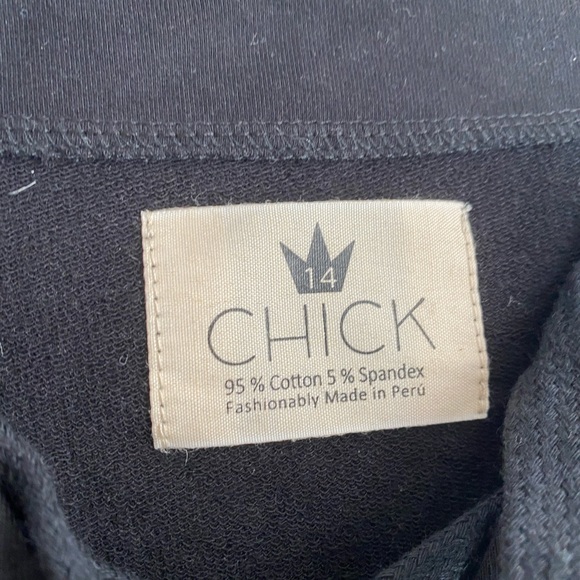 14
CHICK
95 % Cotton 5 % Spandex
Fashionably Made in Perú